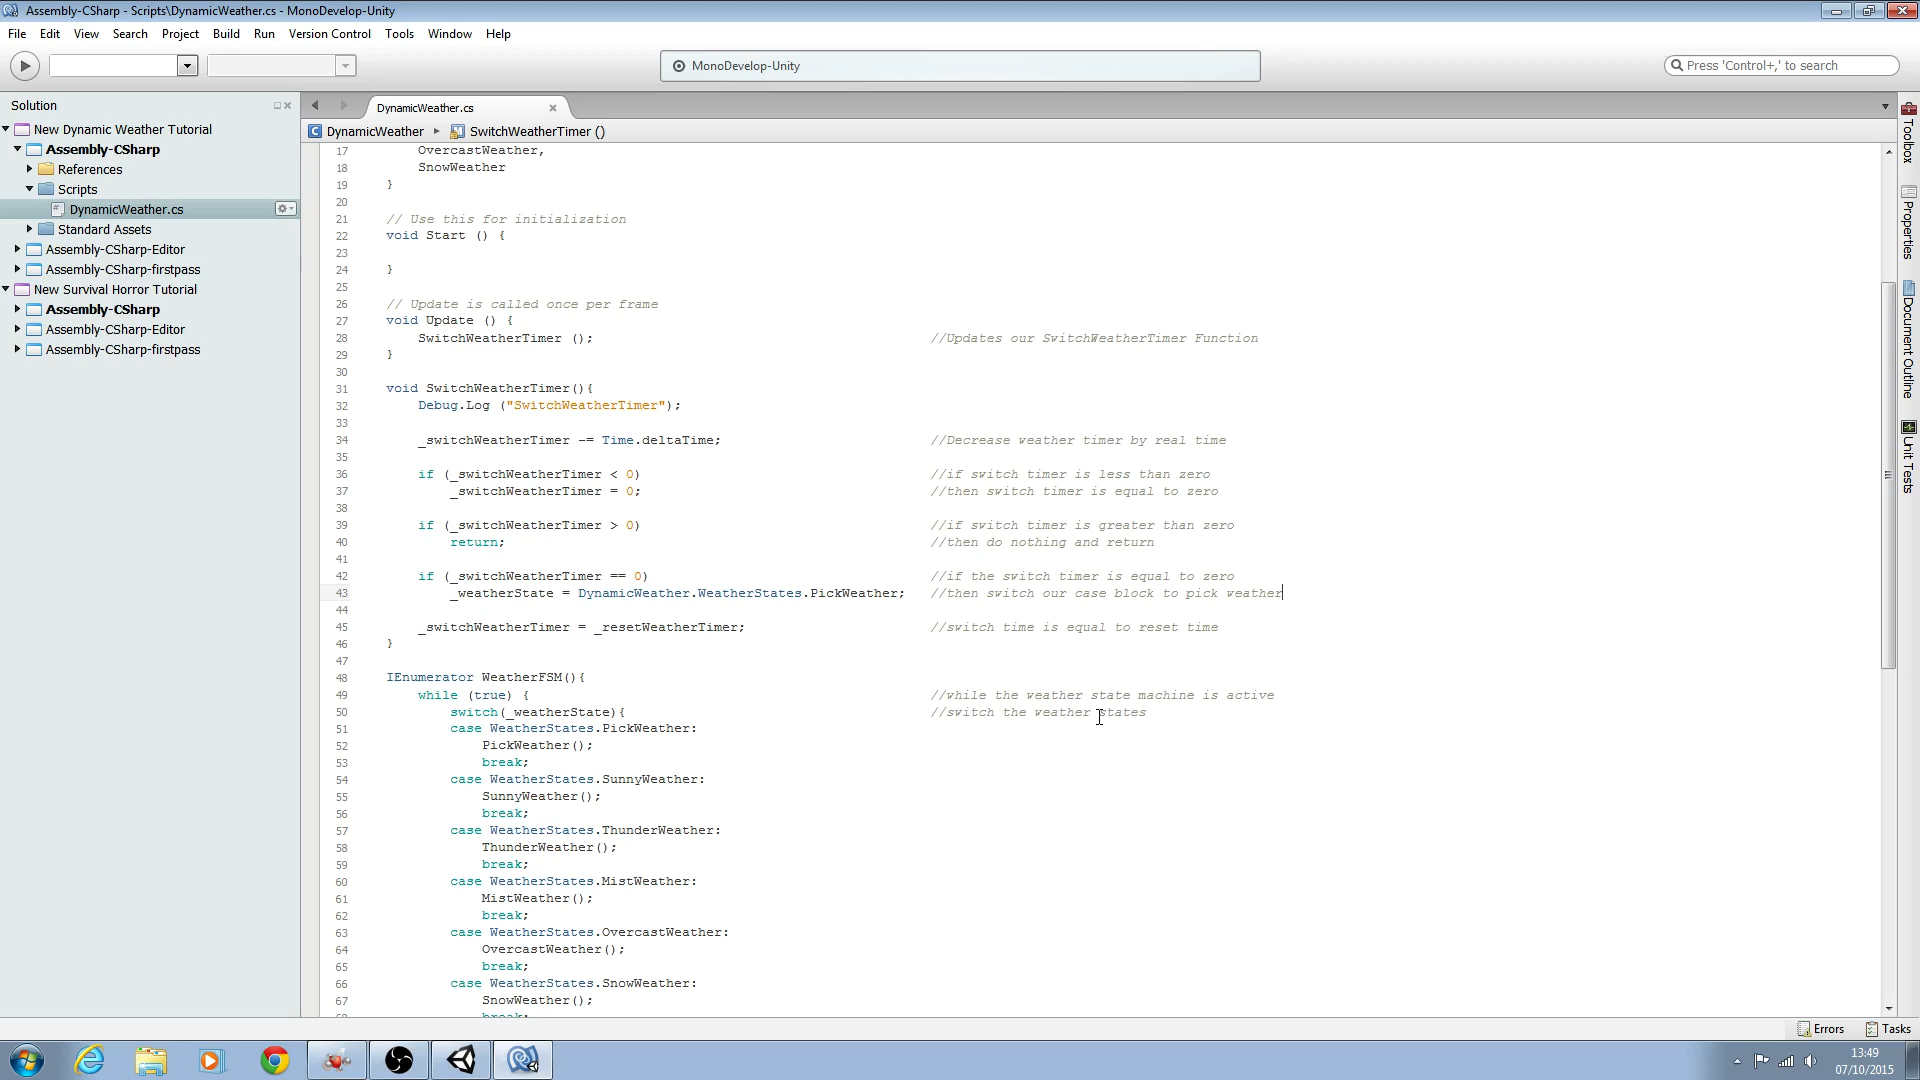 Assembly-CSharp - Scripts\DynamicWeather.cs - MonoDevelop-Unity
File Edit View Search Project Build Run Version Control Tools Window Help
MonoDevelop-Unity
Press 'Control+,' to search
Solution
New Dynamic Weather Tutorial
Assembly-CSharp
References
Scripts
DynamicWeather.cs
Standard Assets
Assembly-CSharp-Editor
Assembly-CSharp-firstpass
New Survival Horror Tutorial
Assembly-CSharp
Assembly-CSharp-Editor
Assembly-CSharp-firstpass
DynamicWeather.cs
DynamicWeather SwitchWeatherTimer ()
17 OvercastWeather,
18 SnowWeather
19 }
20
21 // Use this for initialization
22 void Start () {
23
24 }
25
26 // Update is called once per frame
27 void Update () {
28 SwitchWeatherTimer (); //Updates our SwitchWeatherTimer Function
29 }
30
31 void SwitchWeatherTimer(){
32 Debug.Log ("SwitchWeatherTimer");
33
34 _switchWeatherTimer -= Time.deltaTime; //Decrease weather timer by real time
35
36 if (_switchWeatherTimer < 0) //if switch timer is less than zero
37 _switchWeatherTimer = 0; //then switch timer is equal to zero
38
39 if (_switchWeatherTimer > 0) //if switch timer is greater than zero
40 return; //then do nothing and return
41
42 if (_switchWeatherTimer == 0) //if the switch timer is equal to zero
43 _weatherState = DynamicWeather.WeatherStates.PickWeather; //then switch our case block to pick weather
44
45 _switchWeatherTimer = _resetWeatherTimer; //switch time is equal to reset time
46 }
47
48 IEnumerator WeatherFSM(){
49 while (true) { //while the weather state machine is active
50 switch(_weatherState){ //switch the weather states
51 case WeatherStates.PickWeather:
52 PickWeather();
53 break;
54 case WeatherStates.SunnyWeather:
55 SunnyWeather();
56 break;
57 case WeatherStates.ThunderWeather:
58 ThunderWeather();
59 break;
60 case WeatherStates.MistWeather:
61 MistWeather();
62 break;
63 case WeatherStates.OvercastWeather:
64 OvercastWeather();
65 break;
66 case WeatherStates.SnowWeather:
67 SnowWeather();
68 break;
Toolbox
Properties
Document Outline
Unit Tests
Errors Tasks
13:49
07/10/2015